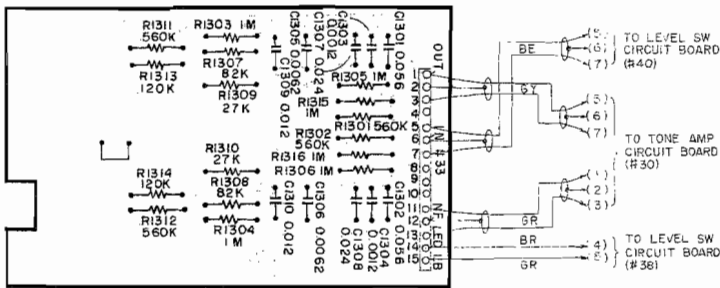 R1311
560K
R1313
120K
R1303 1M
R1307
82K
R1309
27K
C1305 0.0062
C1307 0.024
C1303
0.0012
C1309 0.012
C1301 0.056
R1305 1M
R1315
1M
R1301 560K
R1302
560K
R1316 1M
R1306 1M
R1310
27K
R1308
82K
R1304
1M
R1314
120K
R1312
560K
C1310 0.012
C1306 0.0062
C1308
0.024
C1304
0.0012
C1302 0.056
OUT
IN
#33
NF
LED
LB
1
2
3
4
5
6
7
8
9
10
11
12
13
14
15
BE
GY
GR
BR
GR
(5)
(6)
(7)
TO LEVEL SW
CIRCUIT BOARD
(#40)
(5)
(6)
(7)
TO TONE AMP
CIRCUIT BOARD
(#30)
(1)
(2)
(3)
(4)
(5)
TO LEVEL SW
CIRCUIT BOARD
(#38)